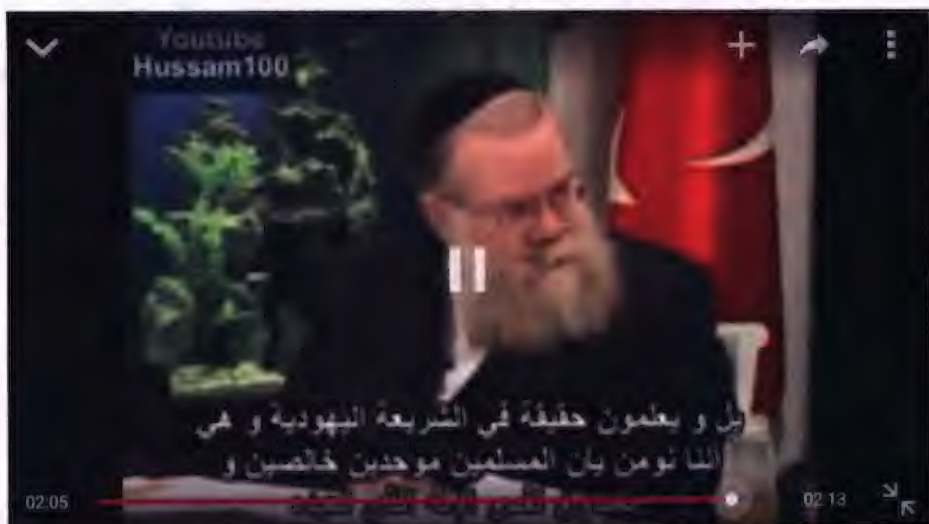 Youtube
Hussam100
بل و يعلمون حقيقة في الشريعة اليهودية و هي
اننا نومن بان المسلمين موحدين خالصين و
02:05
02:13